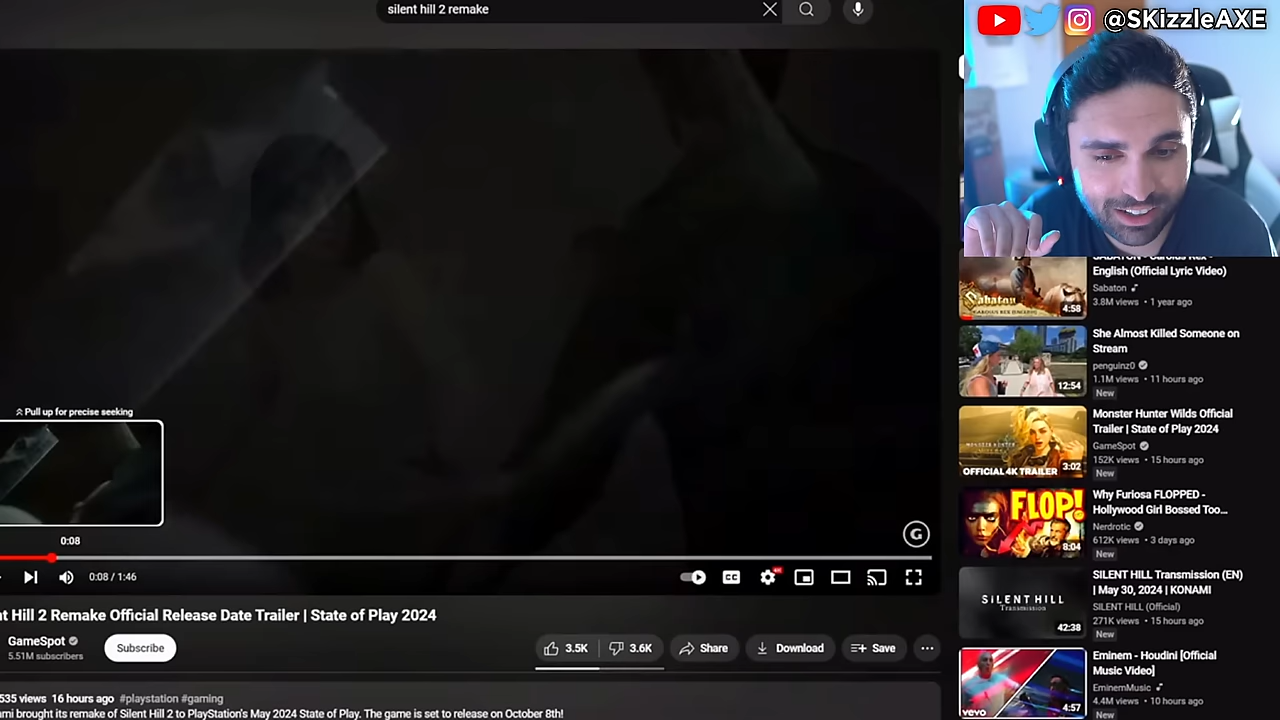 silent hill 2 remake
@SKizzleAXE
Pull up for precise seeking
0:08
0:08 / 1:46
CC
G
nt Hill 2 Remake Official Release Date Trailer | State of Play 2024
GameSpot
5.51M subscribers
Subscribe
3.5K
3.6K
Share
Download
Save
535 views 16 hours ago #playstation #gaming
ami brought its remake of Silent Hill 2 to PlayStation's May 2024 State of Play. The game is set to release on October 8th!
SABATON - Carolus Rex -
English (Official Lyric Video)
Sabaton
3.8M views • 1 year ago
Sabaton
4:58
She Almost Killed Someone on
Stream
penguinz0
1.1M views • 11 hours ago
New
12:54
Monster Hunter Wilds Official
Trailer | State of Play 2024
GameSpot
152K views • 15 hours ago
New
OFFICIAL 4K TRAILER
3:02
Why Furiosa FLOPPED -
Hollywood Girl Bossed Too...
Nerdrotic
612K views • 3 days ago
New
FLOP!
8:04
SILENT HILL Transmission (EN)
| May 30, 2024 | KONAMI
SILENT HILL (Official)
271K views • 15 hours ago
New
SILENT HILL
Transmission
42:38
Eminem - Houdini [Official
Music Video]
EminemMusic
4.4M views • 10 hours ago
New
vevo
4:57